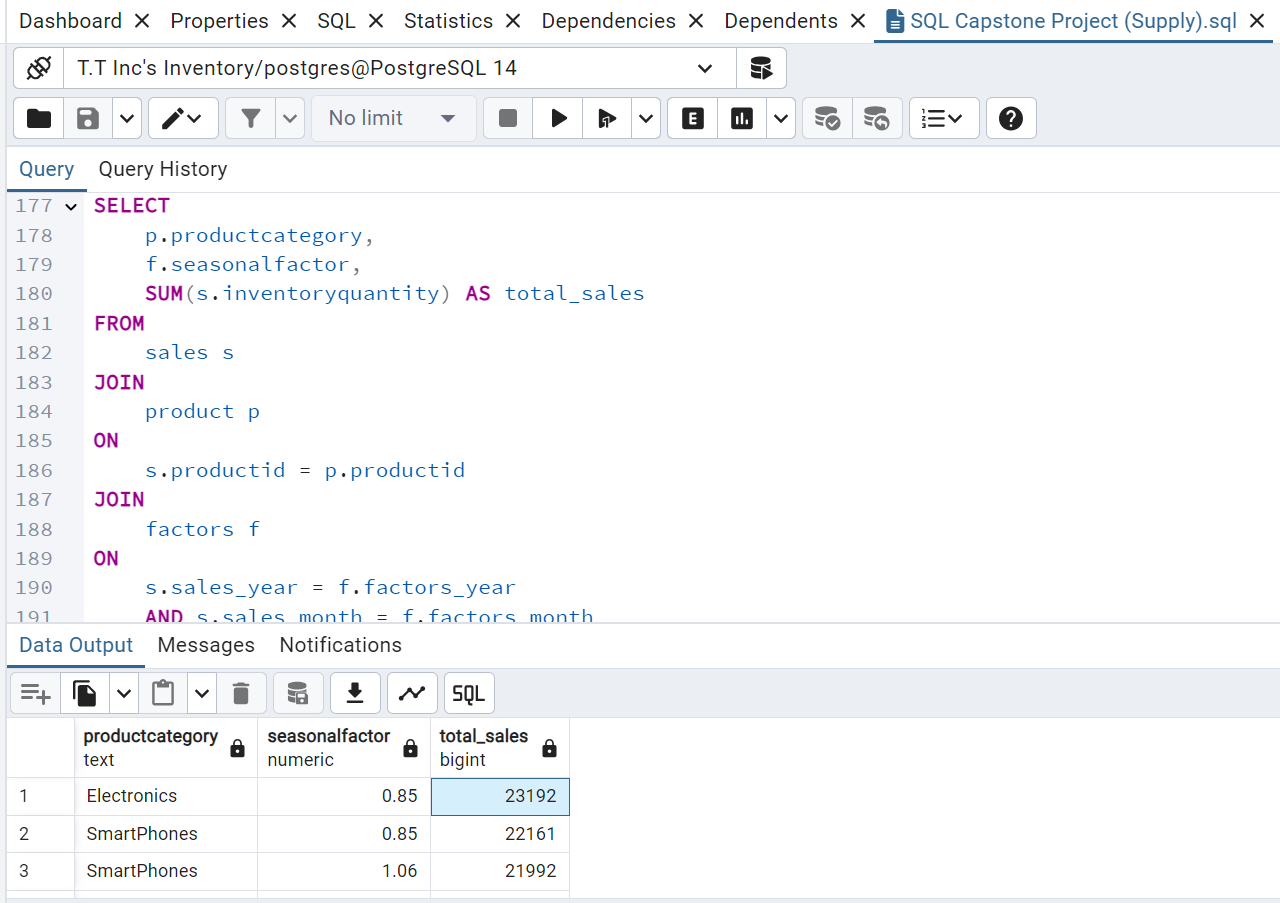 Dashboard Properties SQL Statistics Dependencies Dependents SQL Capstone Project (Supply).sql
T.T Inc's Inventory/postgres@PostgreSQL 14
No limit E
Query Query History
177 SELECT
178 p.productcategory,
179 f.seasonalfactor,
180 SUM(s.inventoryquantity) AS total_sales
181 FROM
182 sales s
183 JOIN
184 product p
185 ON
186 s.productid = p.productid
187 JOIN
188 factors f
189 ON
190 s.sales_year = f.factors_year
191 AND s.sales_month = f.factors_month
Data Output Messages Notifications
SQL
productcategory seasonalfactor total_sales
text numeric bigint
1 Electronics 0.85 23192
2 SmartPhones 0.85 22161
3 SmartPhones 1.06 21992